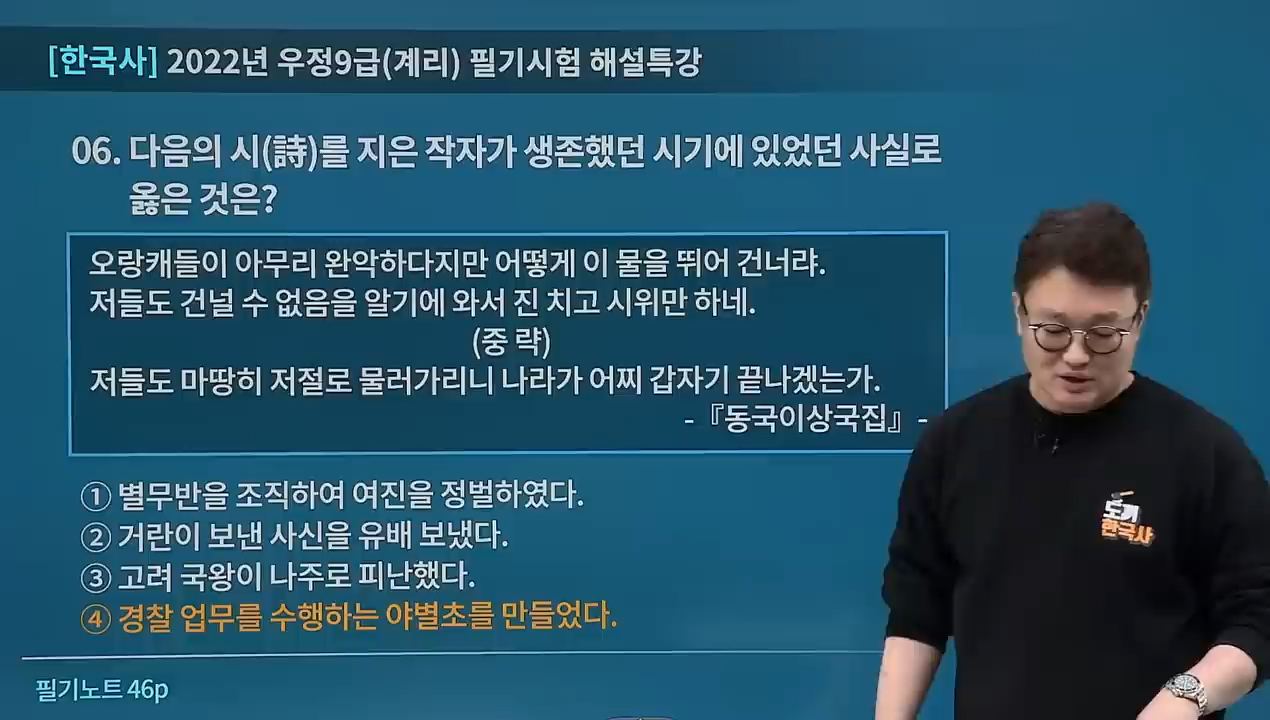 [한국사] 2022년 우정9급(계리) 필기시험 해설특강
06. 다음의 시(詩)를 지은 작자가 생존했던 시기에 있었던 사실로
옳은 것은?
오랑캐들이 아무리 완악하다지만 어떻게 이 물을 뛰어 건너랴.
저들도 건널 수 없음을 알기에 와서 진 치고 시위만 하네.
(중 략)
저들도 마땅히 저절로 물러가리니 나라가 어찌 갑자기 끝나겠는가.
-『동국이상국집』-
① 별무반을 조직하여 여진을 정벌하였다.
② 거란이 보낸 사신을 유배 보냈다.
③ 고려 국왕이 나주로 피난했다.
④ 경찰 업무를 수행하는 야별초를 만들었다.
필기노트 46p
도끼
한국사